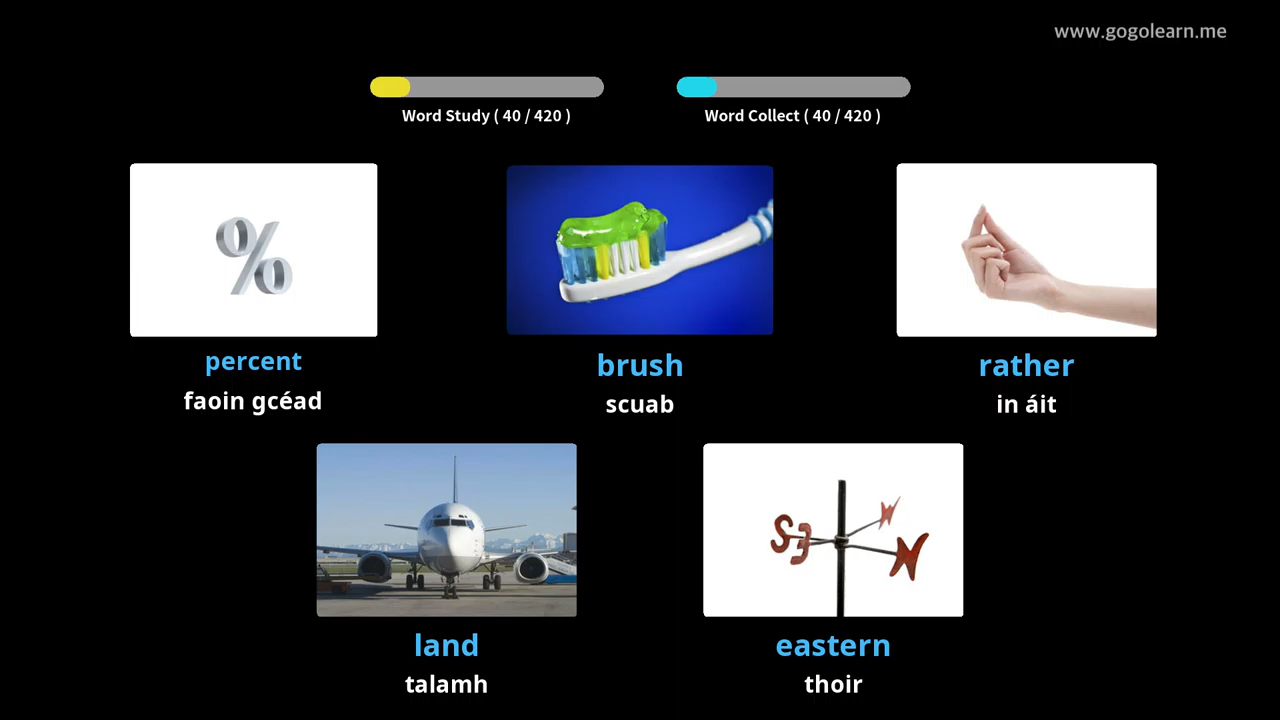 www.gogolearn.me
Word Study ( 40 / 420 )
Word Collect ( 40 / 420 )
%
percent
faoin gcéad
brush
scuab
rather
in áit
S E N
land
talamh
eastern
thoir